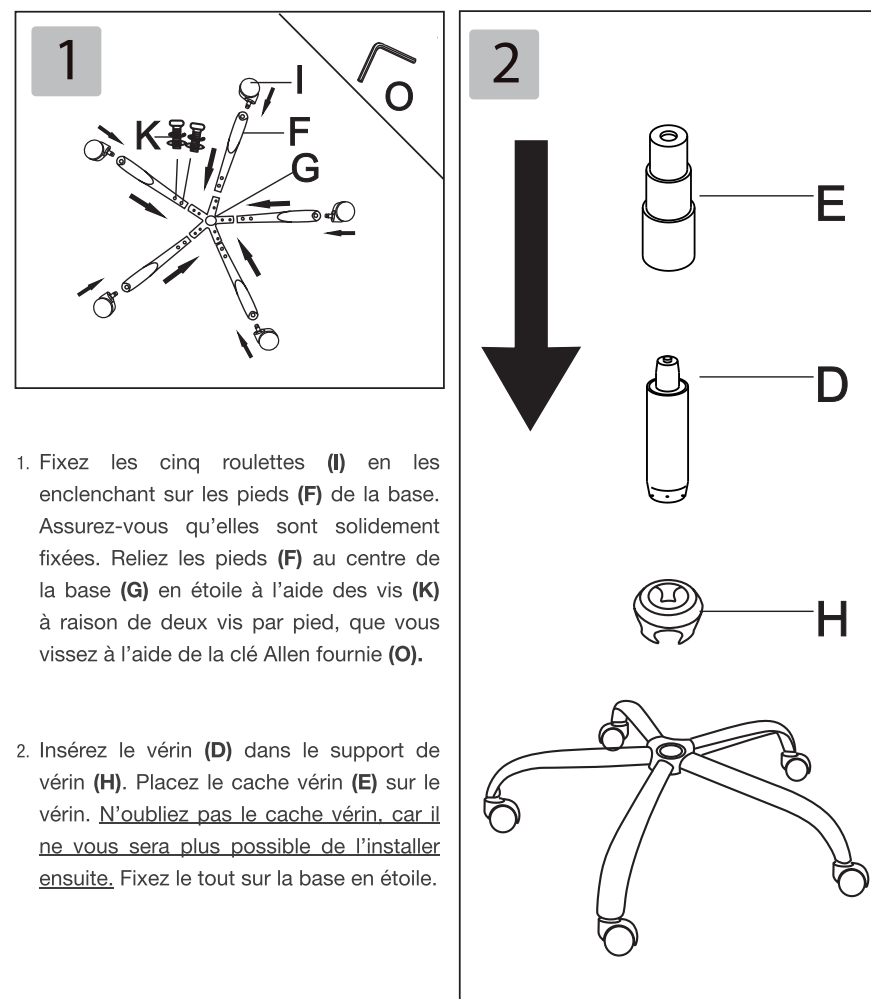 1
I
K
F
G
O
2
E
D
H
1. Fixez les cinq roulettes (I) en les
enclenchant sur les pieds (F) de la base.
Assurez-vous qu'elles sont solidement
fixées. Reliez les pieds (F) au centre de
la base (G) en étoile à l'aide des vis (K)
à raison de deux vis par pied, que vous
vissez à l'aide de la clé Allen fournie (O).
2. Insérez le vérin (D) dans le support de
vérin (H). Placez le cache vérin (E) sur le
vérin. N'oubliez pas le cache vérin, car il
ne vous sera plus possible de l'installer
ensuite. Fixez le tout sur la base en étoile.